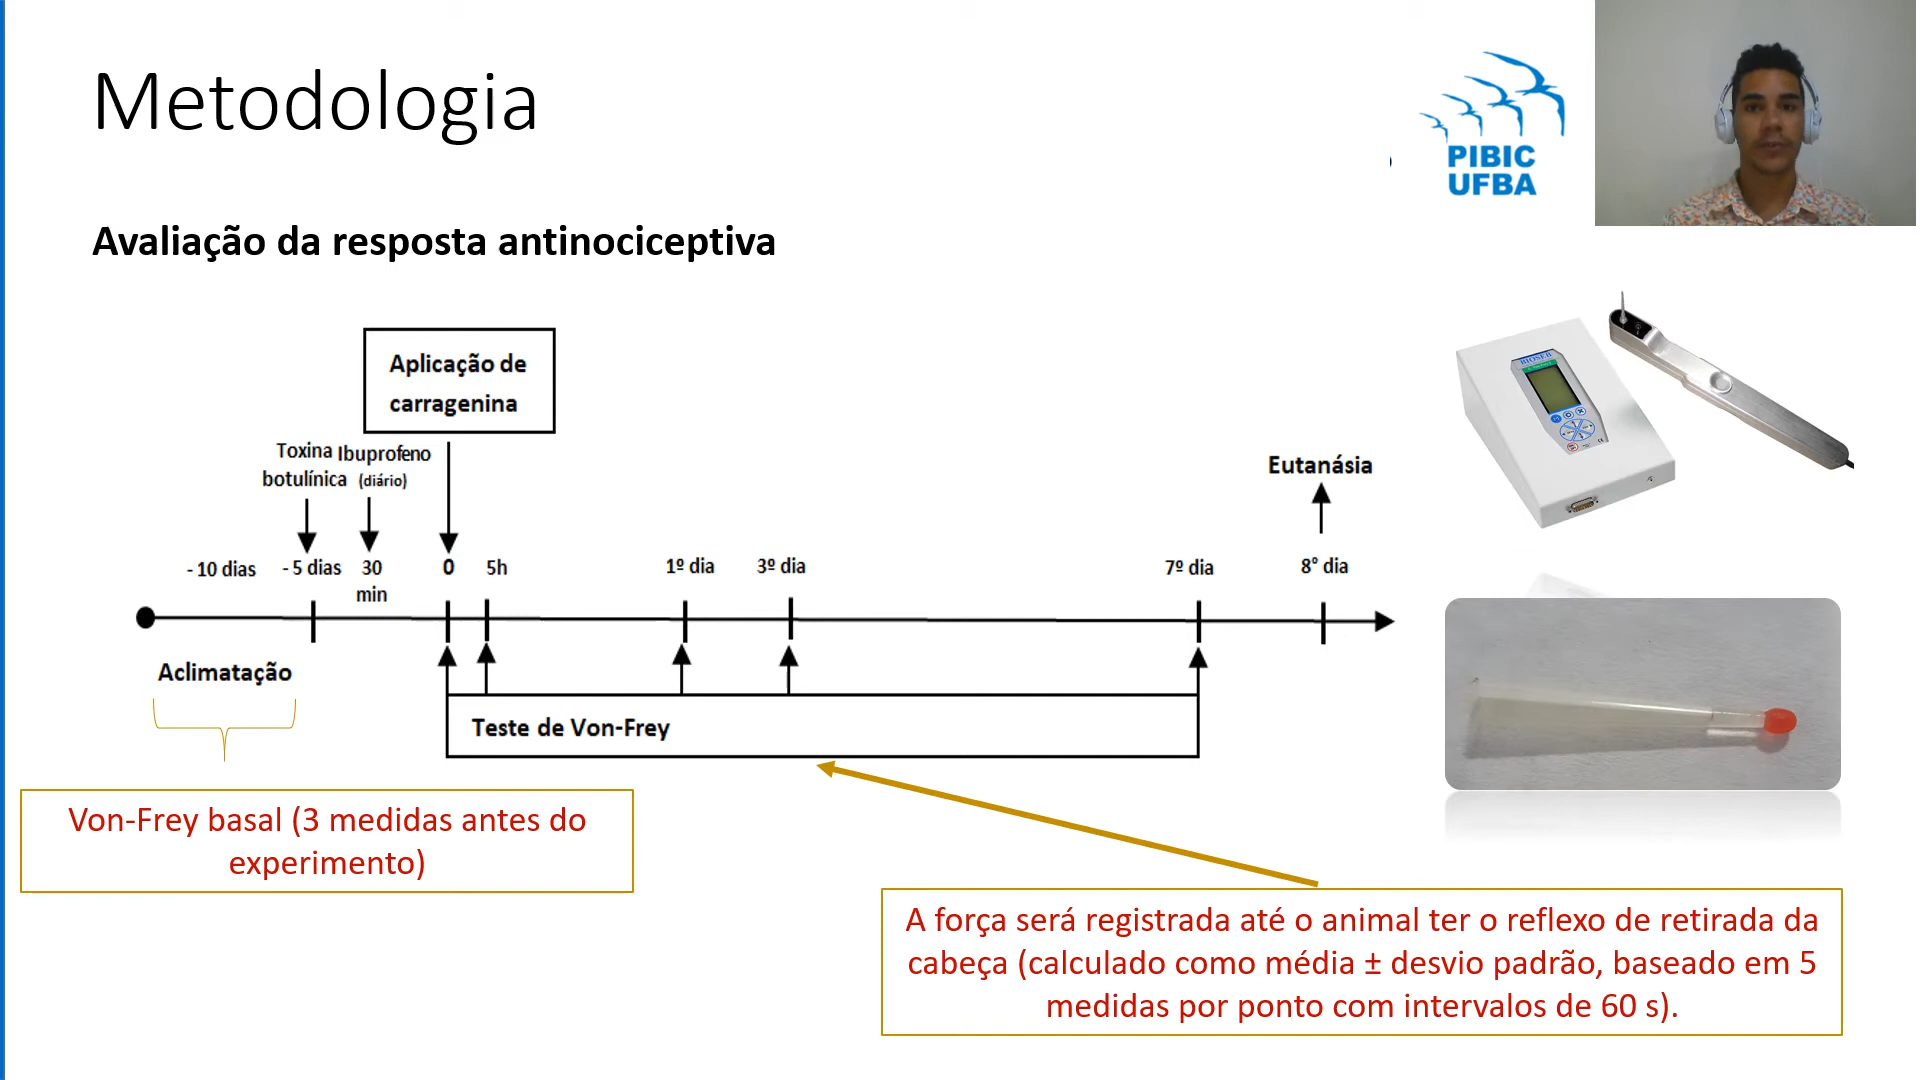 Metodologia
PIBIC
UFBA
Avaliação da resposta antinociceptiva
Aplicação de
carragenina
Toxina
botulínica
Ibuprofeno
(diário)
Eutanásia
- 10 dias
- 5 dias
30
min
0
5h
1º dia
3º dia
7º dia
8° dia
Aclimatação
Teste de Von-Frey
Von-Frey basal (3 medidas antes do
experimento)
A força será registrada até o animal ter o reflexo de retirada da
cabeça (calculado como média ± desvio padrão, baseado em 5
medidas por ponto com intervalos de 60 s).
BIOSEB